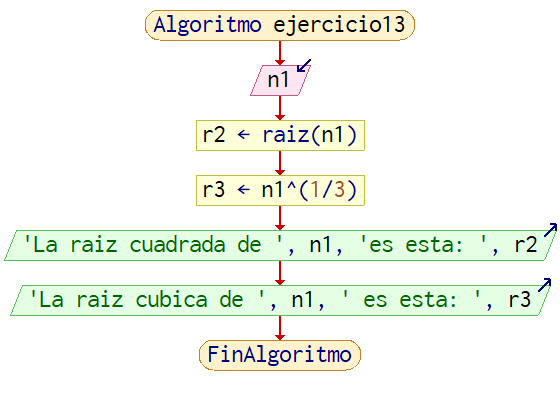 Algoritmo ejercicio13
n1
r2 ← raiz(n1)
r3 ← n1^(1/3)
'La raiz cuadrada de ', n1, 'es esta: ', r2
'La raiz cubica de ', n1, ' es esta: ', r3
FinAlgoritmo